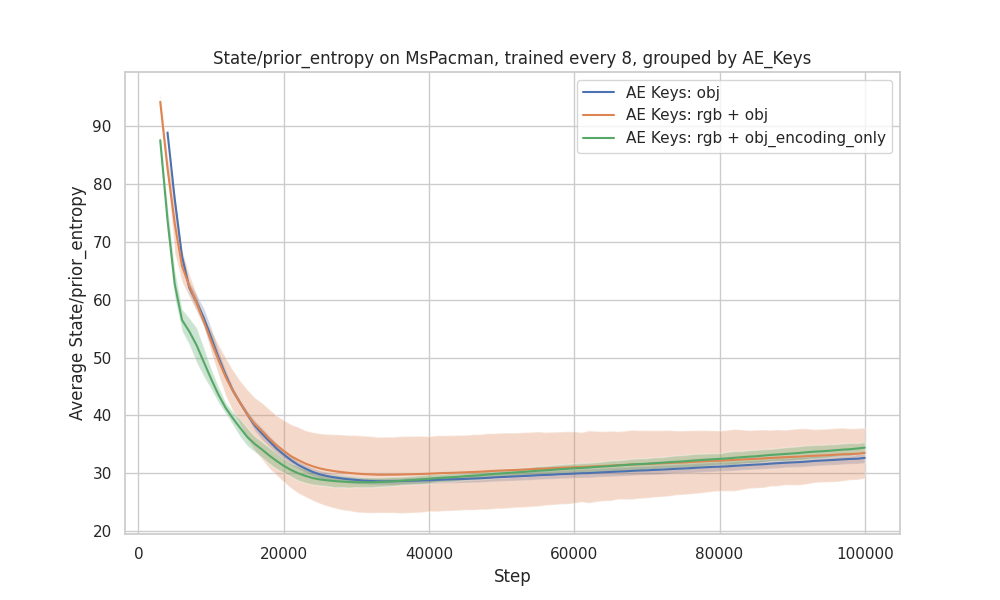 State/prior_entropy on MsPacman, trained every 8, grouped by AE_Keys
AE Keys: obj
AE Keys: rgb + obj
AE Keys: rgb + obj_encoding_only
Average State/prior_entropy
90
80
70
60
50
40
30
20
0
20000
40000
60000
80000
100000
Step